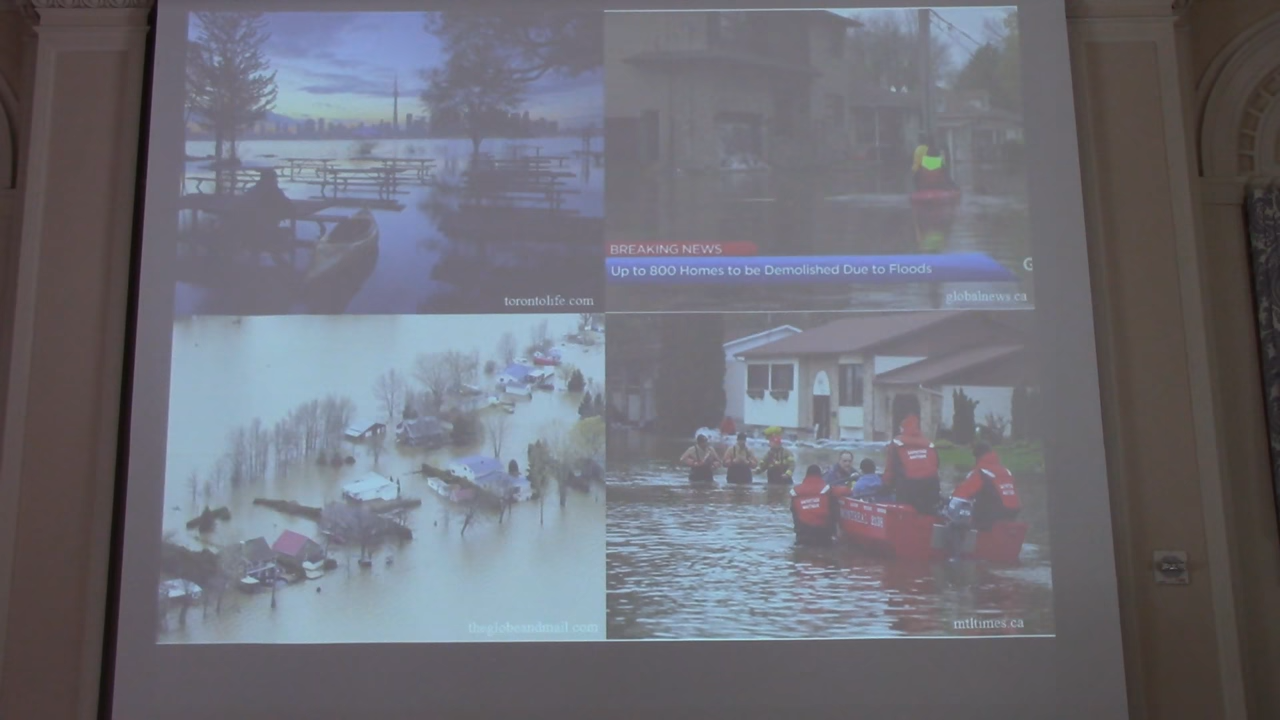 torontolife.com
BREAKING NEWS
Up to 800 Homes to be Demolished Due to Floods
G
globalnews.ca
theglobeandmail.com
MONTREAL
mtltimes.ca